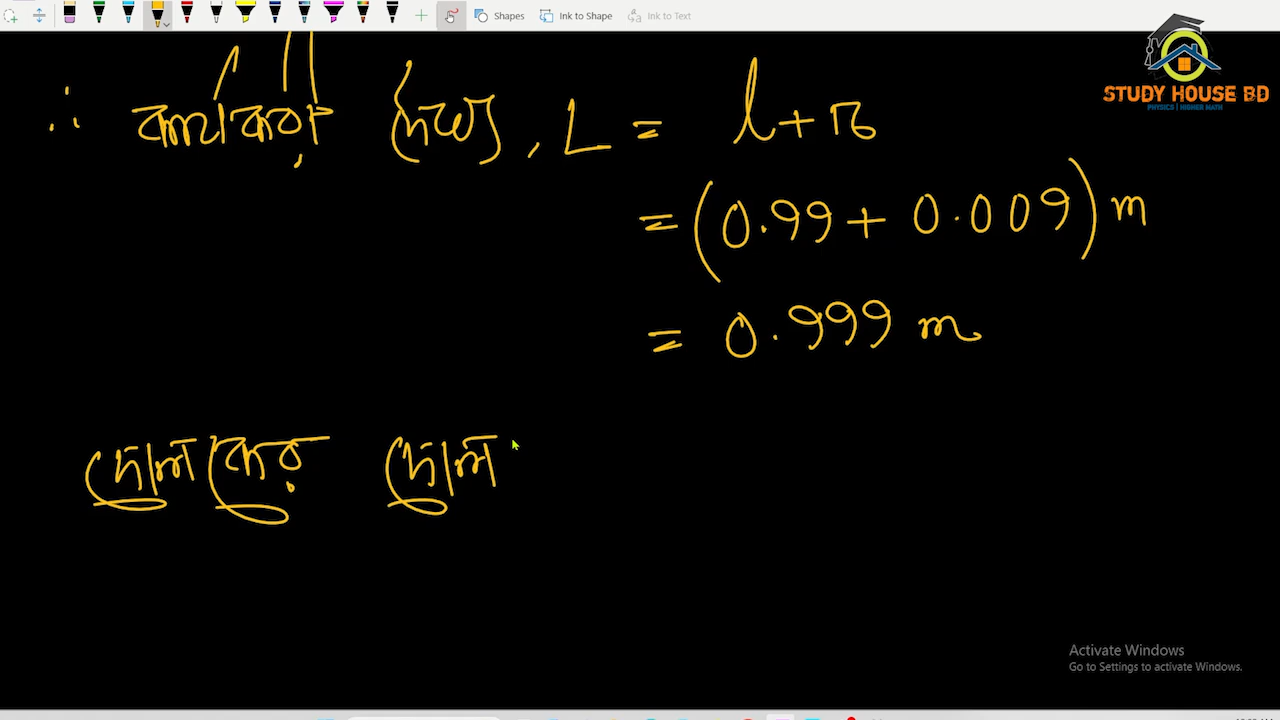 Shapes Ink to Shape Ink to Text
STUDY HOUSE BD
PHYSICS | HIGHER MATH
∴ কার্যকরী দৈর্ঘ্য, L = l + r
= (0.99 + 0.009) m
= 0.999 m
দোলকের দোল
Activate Windows
Go to Settings to activate Windows.